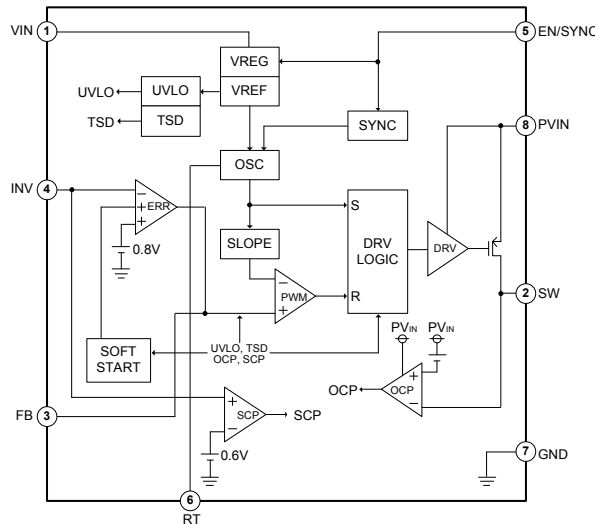 VIN
1
5
EN/SYNC
VREG
UVLO
UVLO
VREF
TSD
TSD
SYNC
8
PVIN
OSC
INV
4
−
+
+
ERR
S
DRV
LOGIC
DRV
0.8V
SLOPE
−
+
PWM
R
2
SW
SOFT
START
UVLO, TSD
OCP, SCP
PVIN
PVIN
OCP
OCP
+
−
FB
3
+
−
SCP
SCP
0.6V
7
GND
6
RT